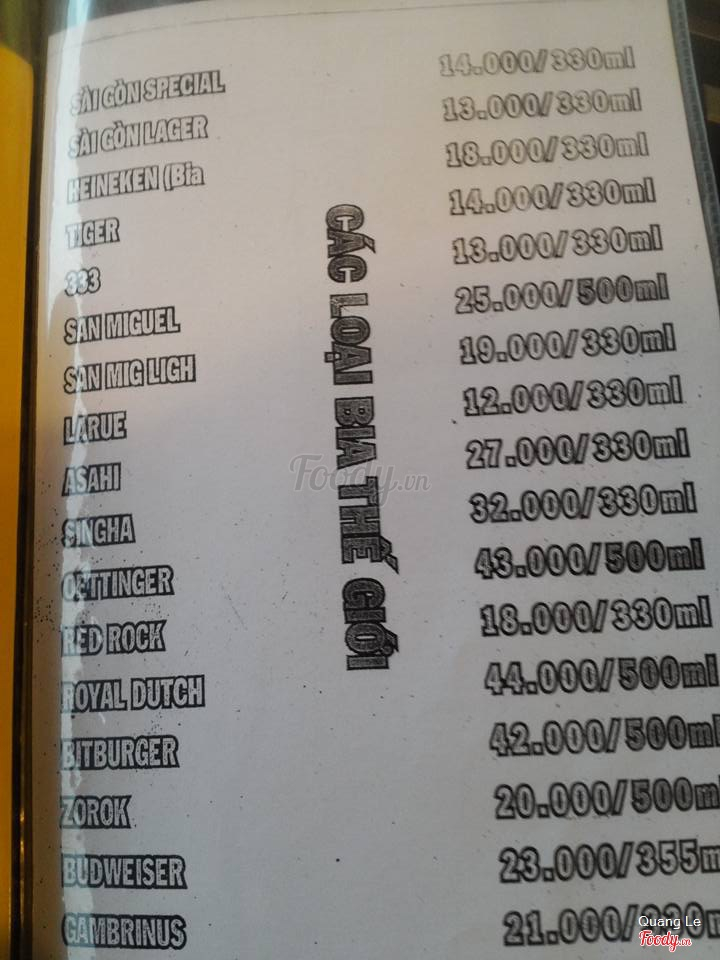 SÀI GÒN SPECIAL 14.000/330ml
SÀI GÒN LAGER 13.000/330ml
HEINEKEN (Bia 18.000/330ml
TIGER 14.000/330ml
333 13.000/330ml
SAN MIGUEL 25.000/500ml
SAN MIG LIGH 19.000/330ml
LARUE 12.000/330ml
ASAHI 27.000/330ml
SINGHA 32.000/330ml
OETTINGER 43.000/500ml
RED ROCK 18.000/330ml
ROYAL DUTCH 44.000/500ml
BITBURGER 42.000/500ml
ZOROK 20.000/500m
BUDWEISER 23.000/355m
GAMBRINUS 21.000/330m
CÁC LOẠI BIA THẾ GIỚI
Foody.vn
Quang Le
Foody.vn